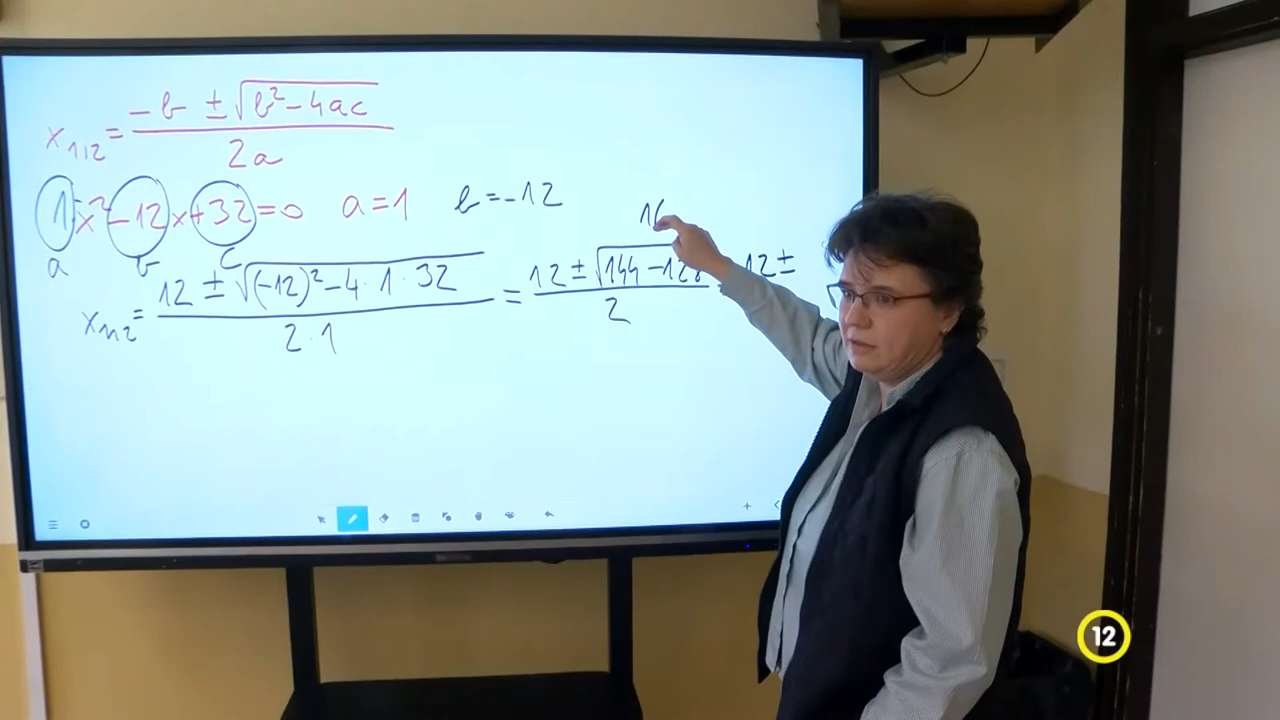 x₁,₂ = (-b ± √(b² - 4ac)) / 2a
1x² - 12x + 32 = 0 a = 1 b = -12
a b c
16
x₁,₂ = (12 ± √((-12)² - 4 · 1 · 32)) / (2 · 1) = (12 ± √(144 - 128)) / 2 12 ±
12